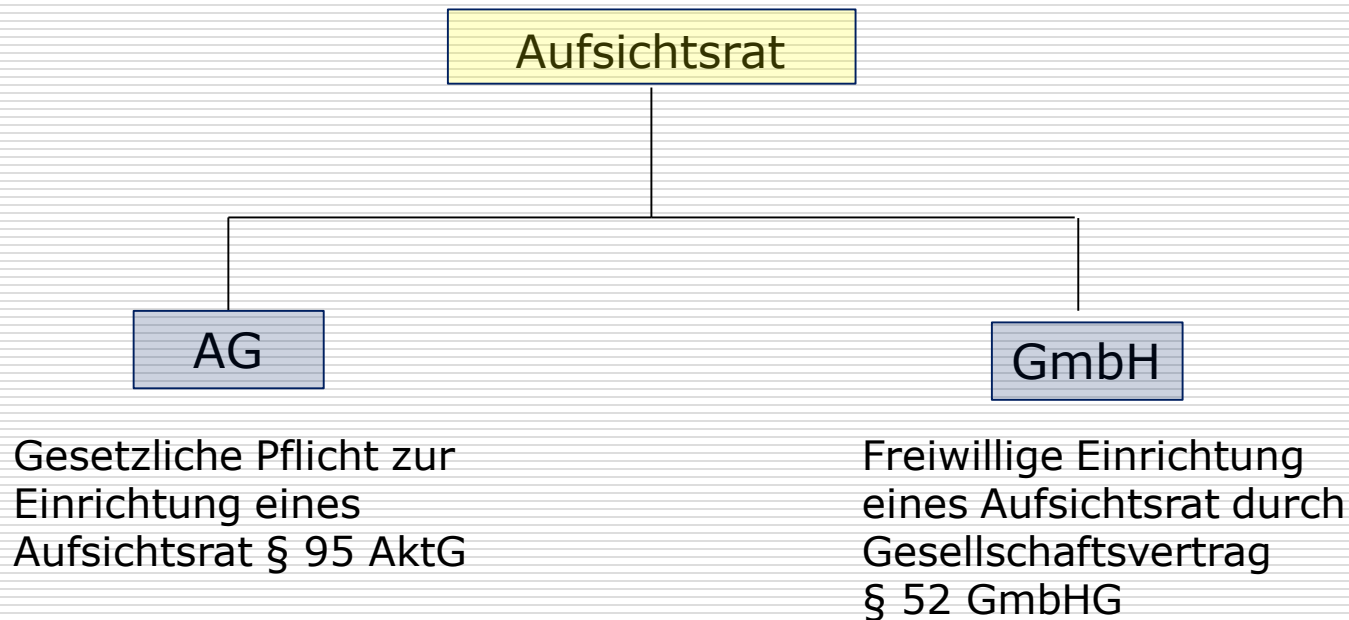 Aufsichtsrat
AG
GmbH
Gesetzliche Pflicht zur
Einrichtung eines
Aufsichtsrat § 95 AktG
Freiwillige Einrichtung
eines Aufsichtsrat durch
Gesellschaftsvertrag
§ 52 GmbHG